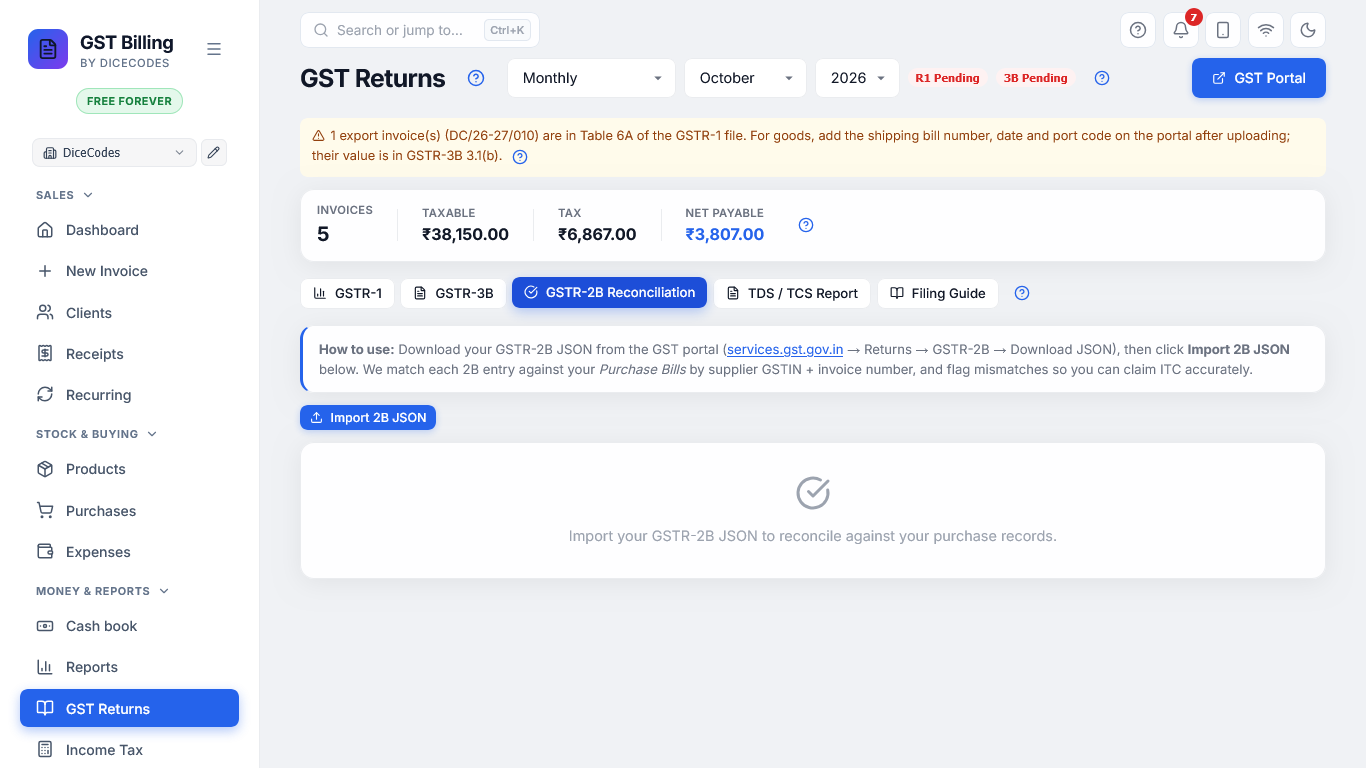 GST Billing
BY DICECODES
FREE FOREVER
DiceCodes
SALES
Dashboard
New Invoice
Clients
Receipts
Recurring
STOCK & BUYING
Products
Purchases
Expenses
MONEY & REPORTS
Cash book
Reports
GST Returns
Income Tax
Search or jump to... Ctrl+K
7
GST Returns Monthly October 2026 R1 Pending 3B Pending GST Portal
1 export invoice(s) (DC/26-27/010) are in Table 6A of the GSTR-1 file. For goods, add the shipping bill number, date and port code on the portal after uploading;
their value is in GSTR-3B 3.1(b).
INVOICES TAXABLE TAX NET PAYABLE
5 ₹38,150.00 ₹6,867.00 ₹3,807.00
GSTR-1 GSTR-3B GSTR-2B Reconciliation TDS / TCS Report Filing Guide
How to use: Download your GSTR-2B JSON from the GST portal (services.gst.gov.in → Returns → GSTR-2B → Download JSON), then click Import 2B JSON
below. We match each 2B entry against your Purchase Bills by supplier GSTIN + invoice number, and flag mismatches so you can claim ITC accurately.
Import 2B JSON
Import your GSTR-2B JSON to reconcile against your purchase records.